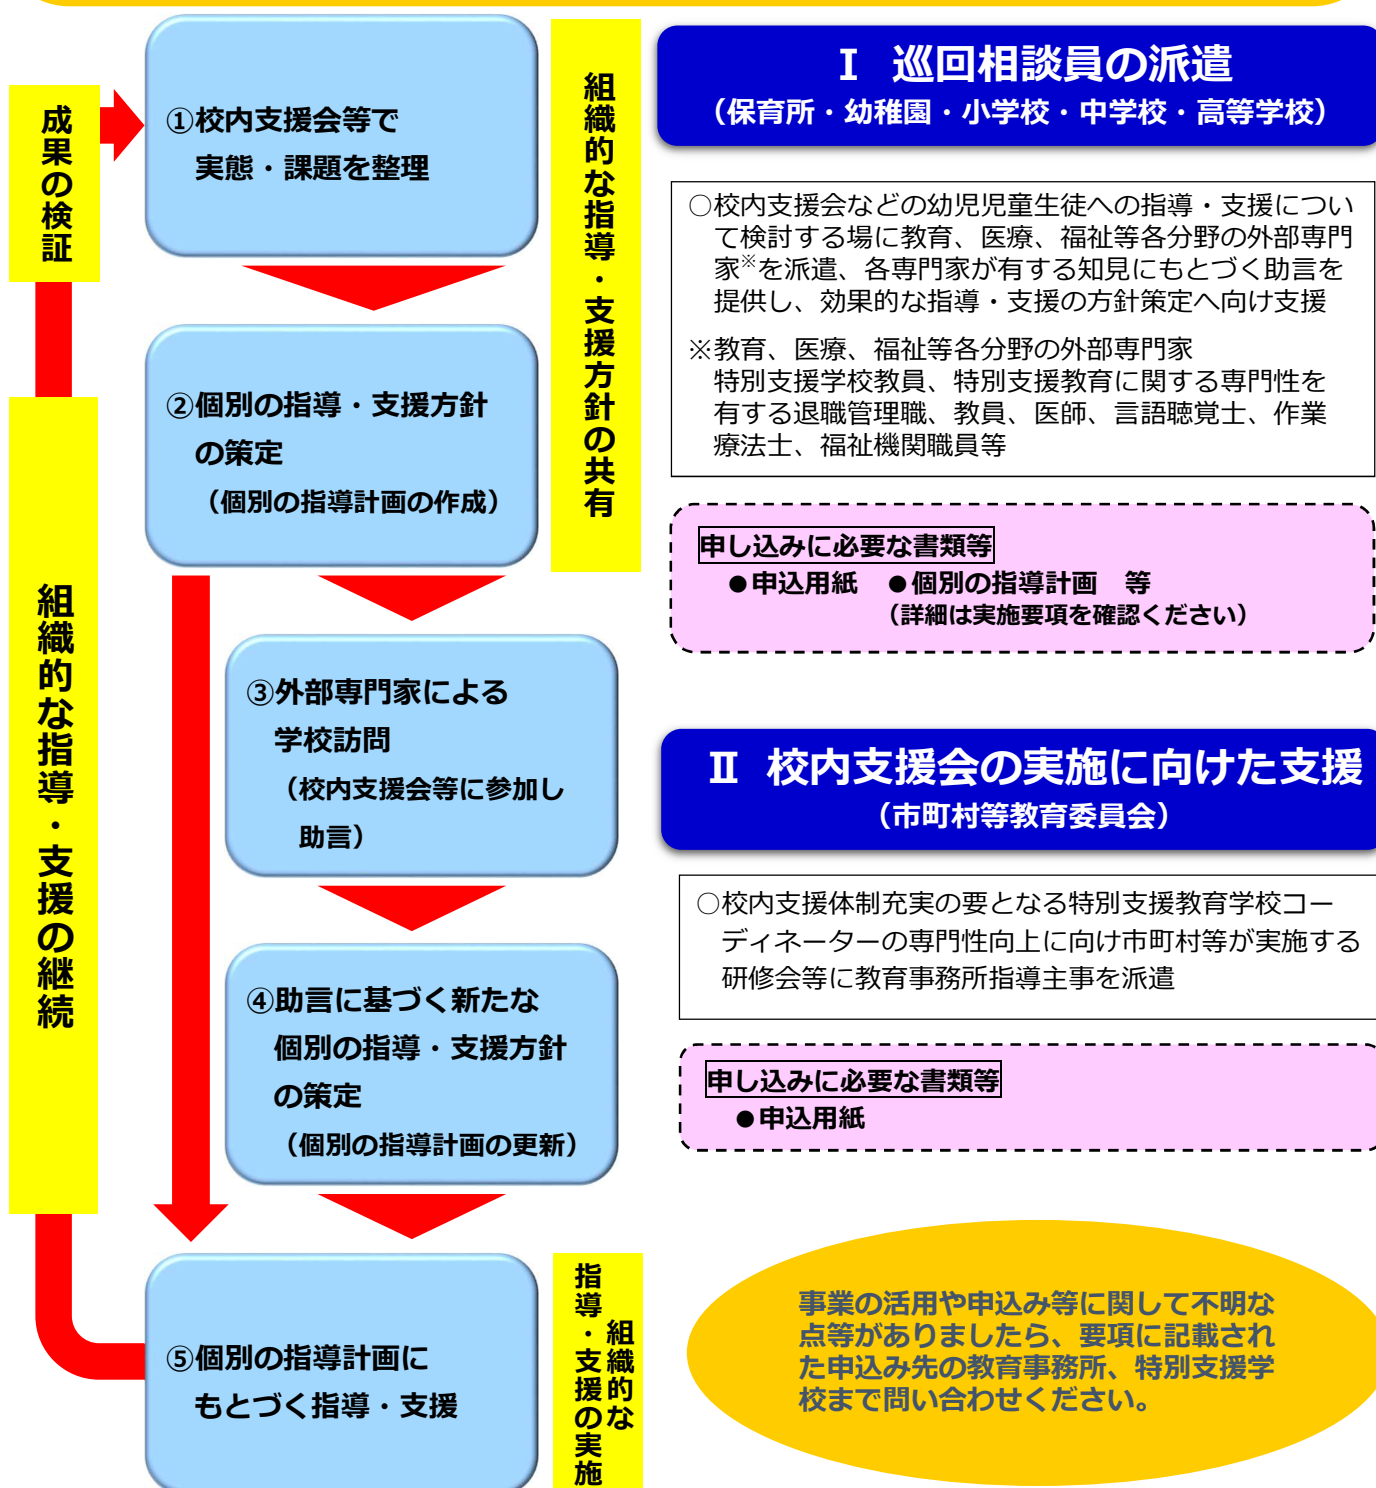 成果の検証
組織的な指導・支援の継続
①校内支援会等で
実態・課題を整理
②個別の指導・支援方針
の策定
（個別の指導計画の作成）
組織的な指導・支援方針の共有
③外部専門家による
学校訪問
（校内支援会等に参加し
助言）
④助言に基づく新たな
個別の指導・支援方針
の策定
（個別の指導計画の更新）
⑤個別の指導計画に
もとづく指導・支援
組織的な
指導・支援の実施
Ⅰ　巡回相談員の派遣
（保育所・幼稚園・小学校・中学校・高等学校）
○校内支援会などの幼児児童生徒への指導・支援につい
て検討する場に教育、医療、福祉等各分野の外部専門
家※を派遣、各専門家が有する知見にもとづく助言を
提供し、効果的な指導・支援の方針策定へ向け支援
※教育、医療、福祉等各分野の外部専門家
特別支援学校教員、特別支援教育に関する専門性を
有する退職管理職、教員、医師、言語聴覚士、作業
療法士、福祉機関職員等
申し込みに必要な書類等
●申込用紙　●個別の指導計画　等
（詳細は実施要項を確認ください）
Ⅱ　校内支援会の実施に向けた支援
（市町村等教育委員会）
○校内支援体制充実の要となる特別支援教育学校コー
ディネーターの専門性向上に向け市町村等が実施する
研修会等に教育事務所指導主事を派遣
申し込みに必要な書類等
●申込用紙
事業の活用や申込み等に関して不明な
点等がありましたら、要項に記載され
た申込み先の教育事務所、特別支援学
校まで問い合わせください。